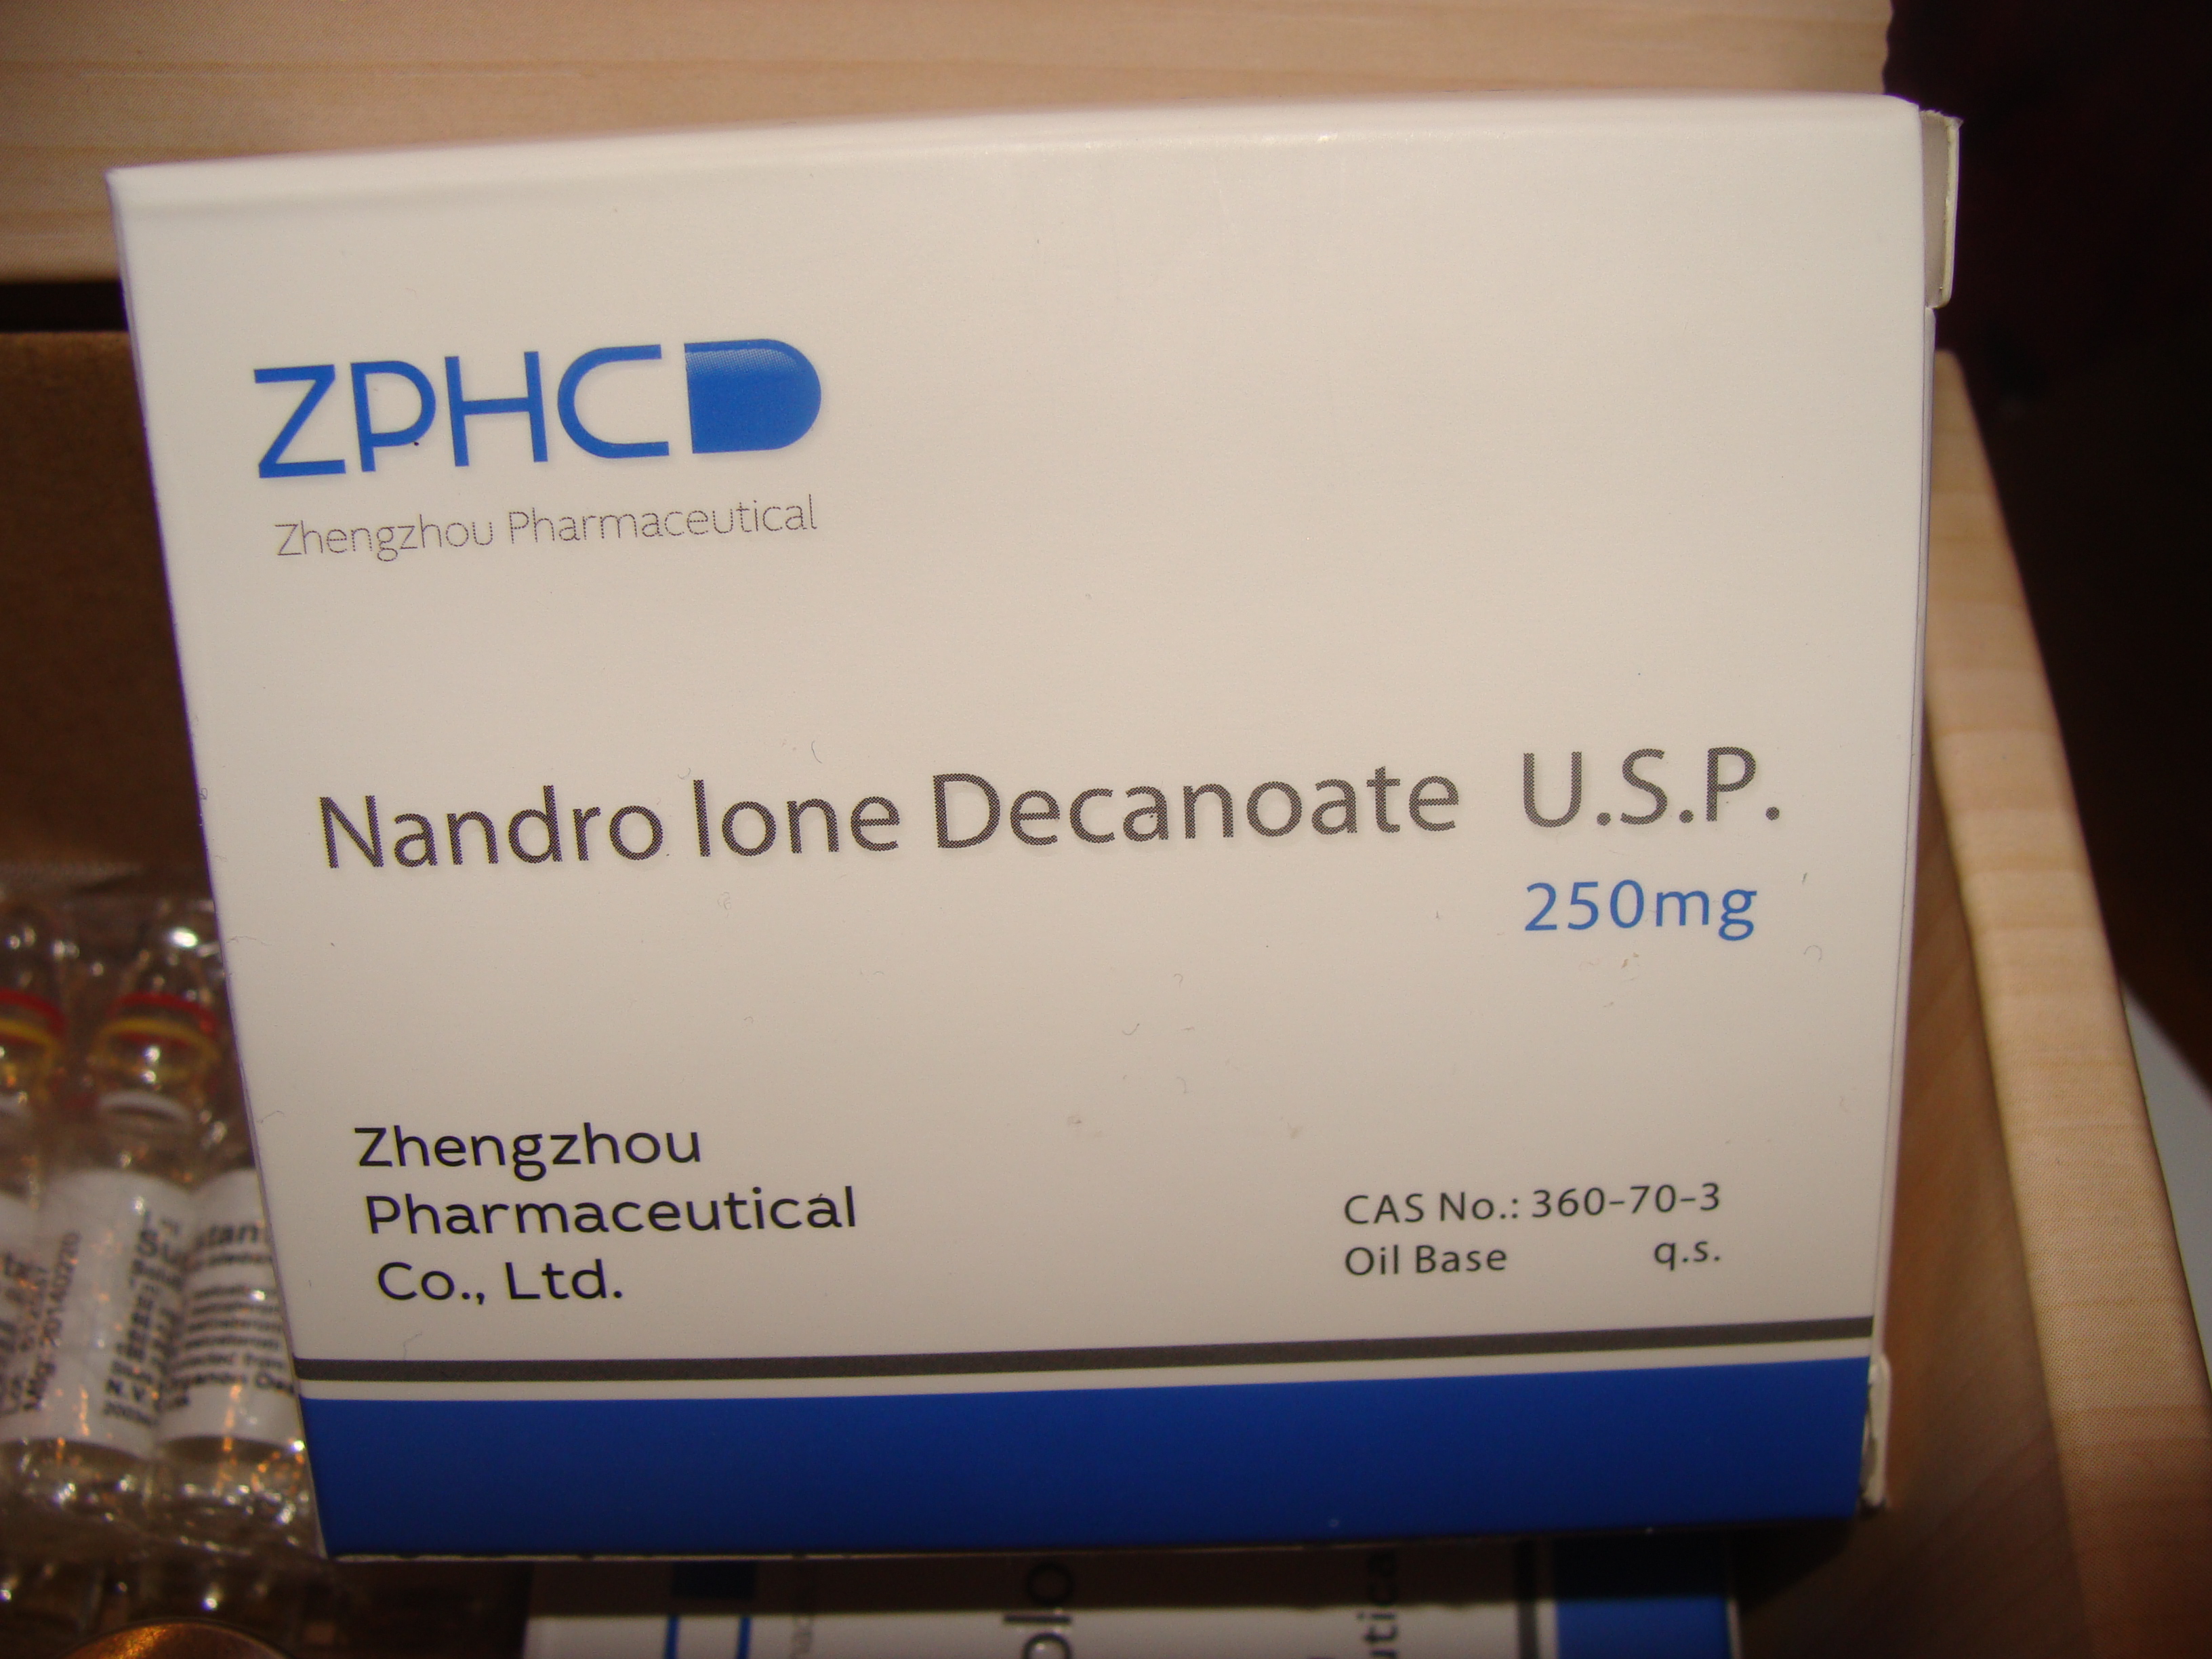 ZPHC
Zhengzhou Pharmaceutical
Nandro lone Decanoate U.S.P.
250mg
Zhengzhou
Pharmaceutical
Co., Ltd.
CAS No.: 360-70-3
Oil Base q.s.